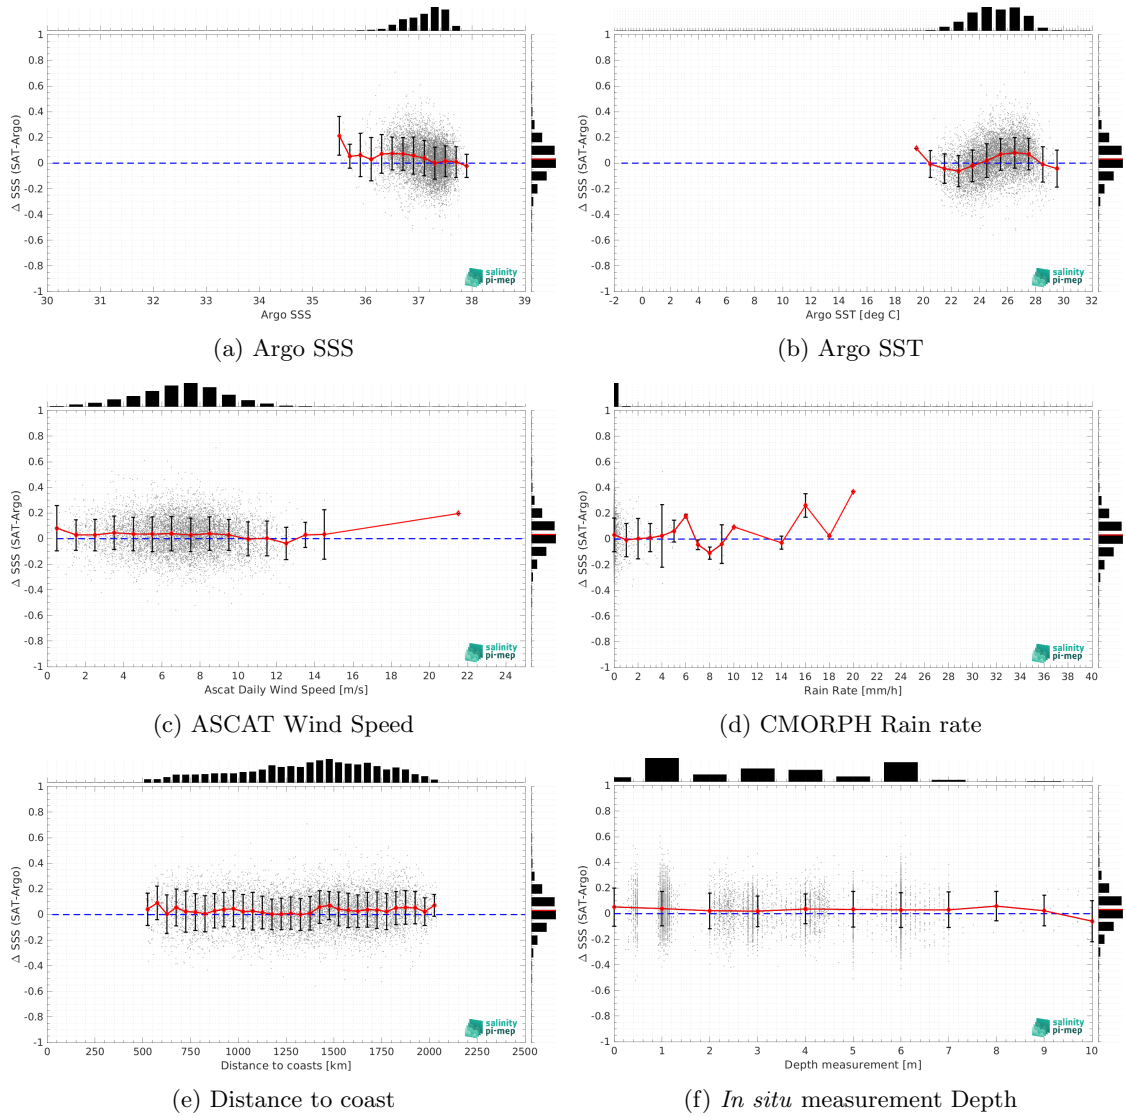 1
0.8
0.6
0.4
0.2
0
-0.2
-0.4
-0.6
-0.8
-1
Δ SSS (SAT-Argo)
30 31 32 33 34 35 36 37 38 39
Argo SSS
salinity
pi-mep
(a) Argo SSS
1
0.8
0.6
0.4
0.2
0
-0.2
-0.4
-0.6
-0.8
-1
Δ SSS (SAT-Argo)
-2 0 2 4 6 8 10 12 14 16 18 20 22 24 26 28 30 32
Argo SST [deg C]
salinity
pi-mep
(b) Argo SST
1
0.8
0.6
0.4
0.2
0
-0.2
-0.4
-0.6
-0.8
-1
Δ SSS (SAT-Argo)
0 2 4 6 8 10 12 14 16 18 20 22 24
Ascat Daily Wind Speed [m/s]
salinity
pi-mep
(c) ASCAT Wind Speed
1
0.8
0.6
0.4
0.2
0
-0.2
-0.4
-0.6
-0.8
-1
Δ SSS (SAT-Argo)
0 2 4 6 8 10 12 14 16 18 20 22 24 26 28 30 32 34 36 38 40
Rain Rate [mm/h]
salinity
pi-mep
(d) CMORPH Rain rate
1
0.8
0.6
0.4
0.2
0
-0.2
-0.4
-0.6
-0.8
-1
Δ SSS (SAT-Argo)
0 250 500 750 1000 1250 1500 1750 2000 2250 2500
Distance to coasts [km]
salinity
pi-mep
(e) Distance to coast
1
0.8
0.6
0.4
0.2
0
-0.2
-0.4
-0.6
-0.8
-1
Δ SSS (SAT-Argo)
0 1 2 3 4 5 6 7 8 9 10
Depth measurement [m]
salinity
pi-mep
(f) In situ measurement Depth